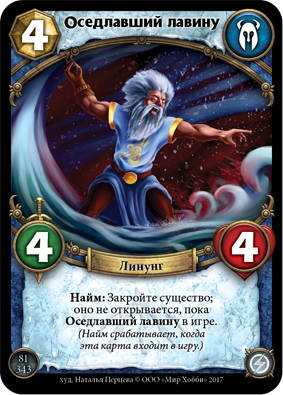 4
Оседлавший лавину
4
4
Линунг
Найм: Закройте существо;
оно не открывается, пока
Оседлавший лавину в игре.
(Найм срабатывает, когда
эта карта входит в игру.)
81
343
худ. Наталья Перцева © ООО «Мир Хобби» 2017